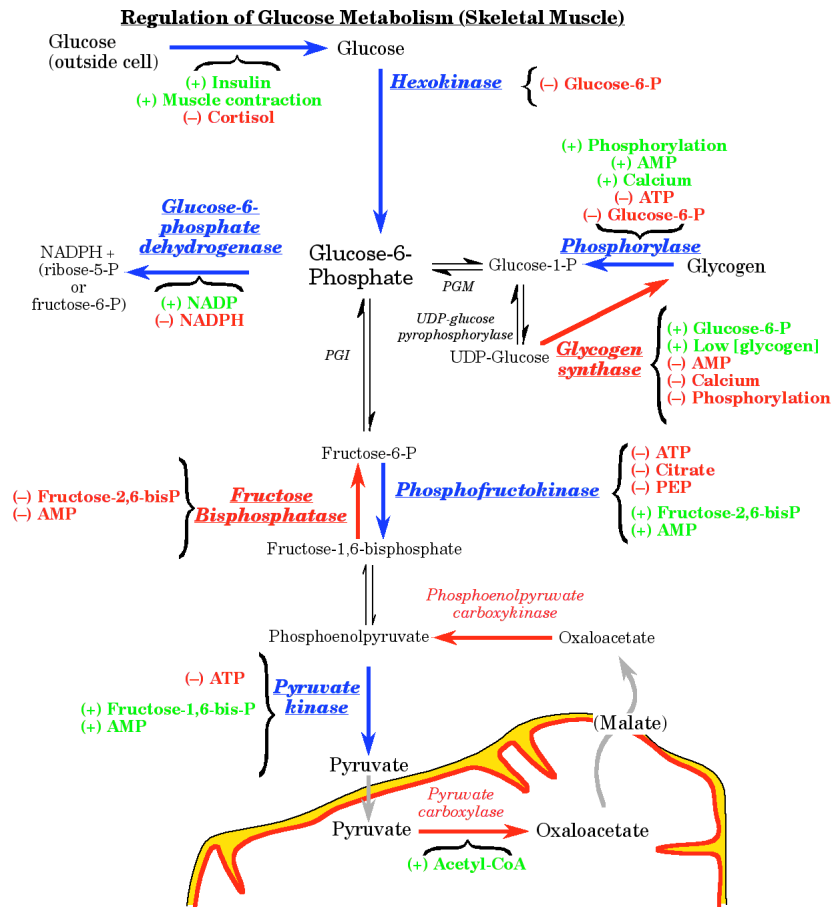 Regulation of Glucose Metabolism (Skeletal Muscle)
Glucose
(outside cell)
Glucose
(+) Insulin
(+) Muscle contraction
(–) Cortisol
Hexokinase
(–) Glucose-6-P
(+) Phosphorylation
(+) AMP
(+) Calcium
(–) ATP
(–) Glucose-6-P
Glucose-6-
phosphate
dehydrogenase
NADPH +
(ribose-5-P
or
fructose-6-P)
(+) NADP
(–) NADPH
Glucose-6-
Phosphate
PGM
Glucose-1-P
Phosphorylase
Glycogen
UDP-glucose
pyrophosphorylase
UDP-Glucose
Glycogen
synthase
(+) Glucose-6-P
(+) Low [glycogen]
(–) AMP
(–) Calcium
(–) Phosphorylation
PGI
Fructose-6-P
(–) Fructose-2,6-bisP
(–) AMP
Fructose
Bisphosphatase
Phosphofructokinase
(–) ATP
(–) Citrate
(–) PEP
(+) Fructose-2,6-bisP
(+) AMP
Fructose-1,6-bisphosphate
Phosphoenolpyruvate
carboxykinase
Phosphoenolpyruvate
Oxaloacetate
(–) ATP
(+) Fructose-1,6-bis-P
(+) AMP
Pyruvate
kinase
(Malate)
Pyruvate
Pyruvate
carboxylase
Pyruvate
Oxaloacetate
(+) Acetyl-CoA